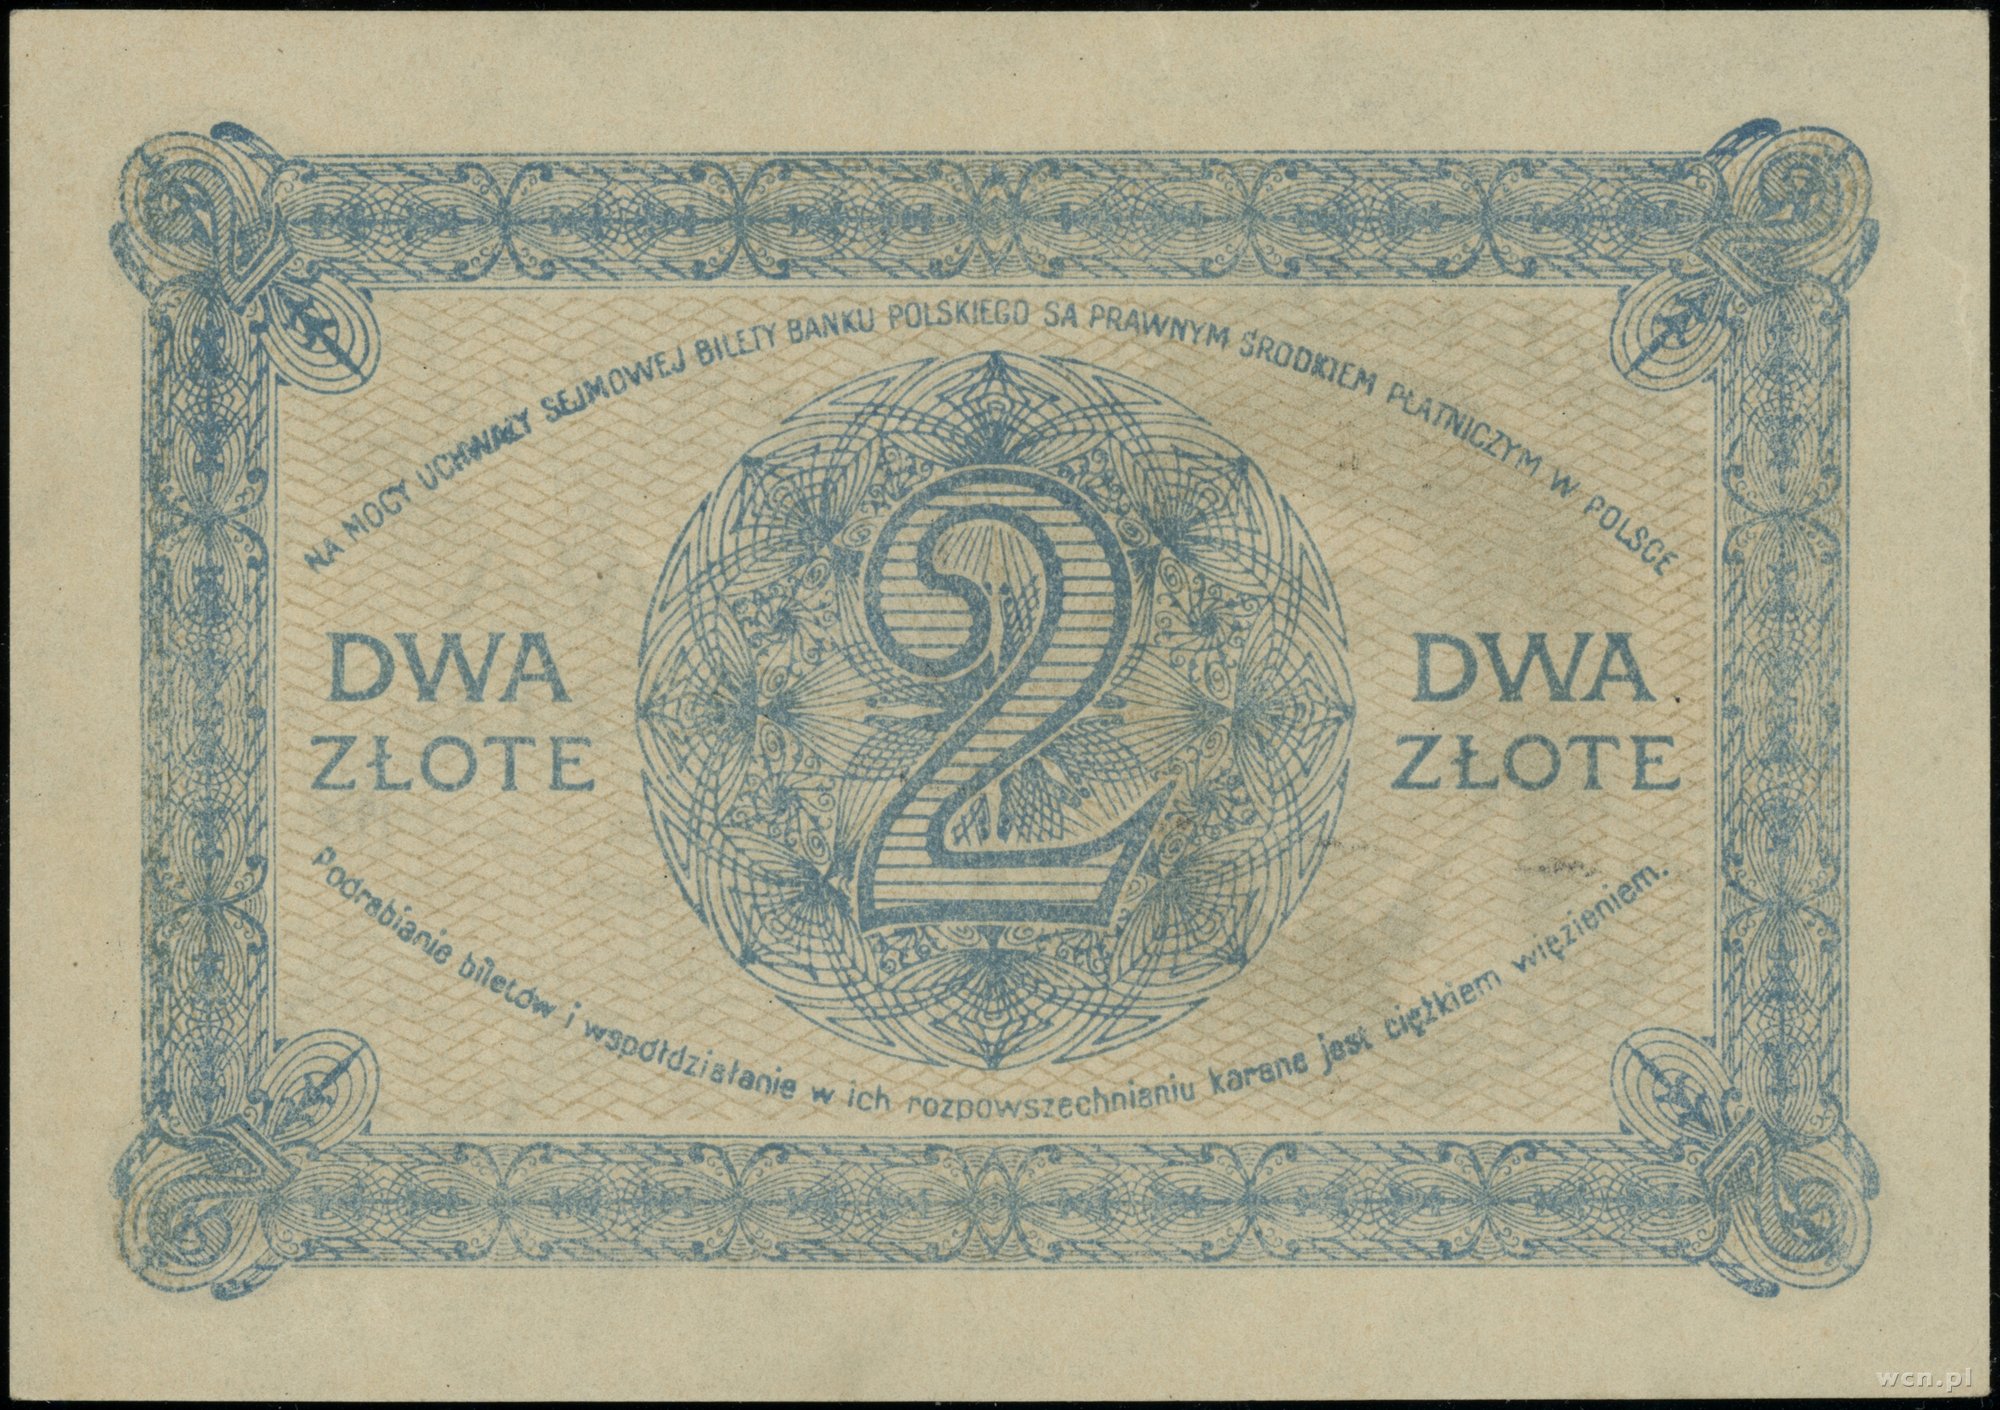 NA MOCY UCHWAŁY SEJMOWEJ BILETY BANKU POLSKIEGO SA PRAWNYM ŚRODKIEM PŁATNICZYM W POLSCE
2
DWA
ZŁOTE
DWA
ZŁOTE
Podrabianie biletów i współdziałanie w ich rozpowszechnianiu karane jest ciężkiem więzieniem.
wcn.pl